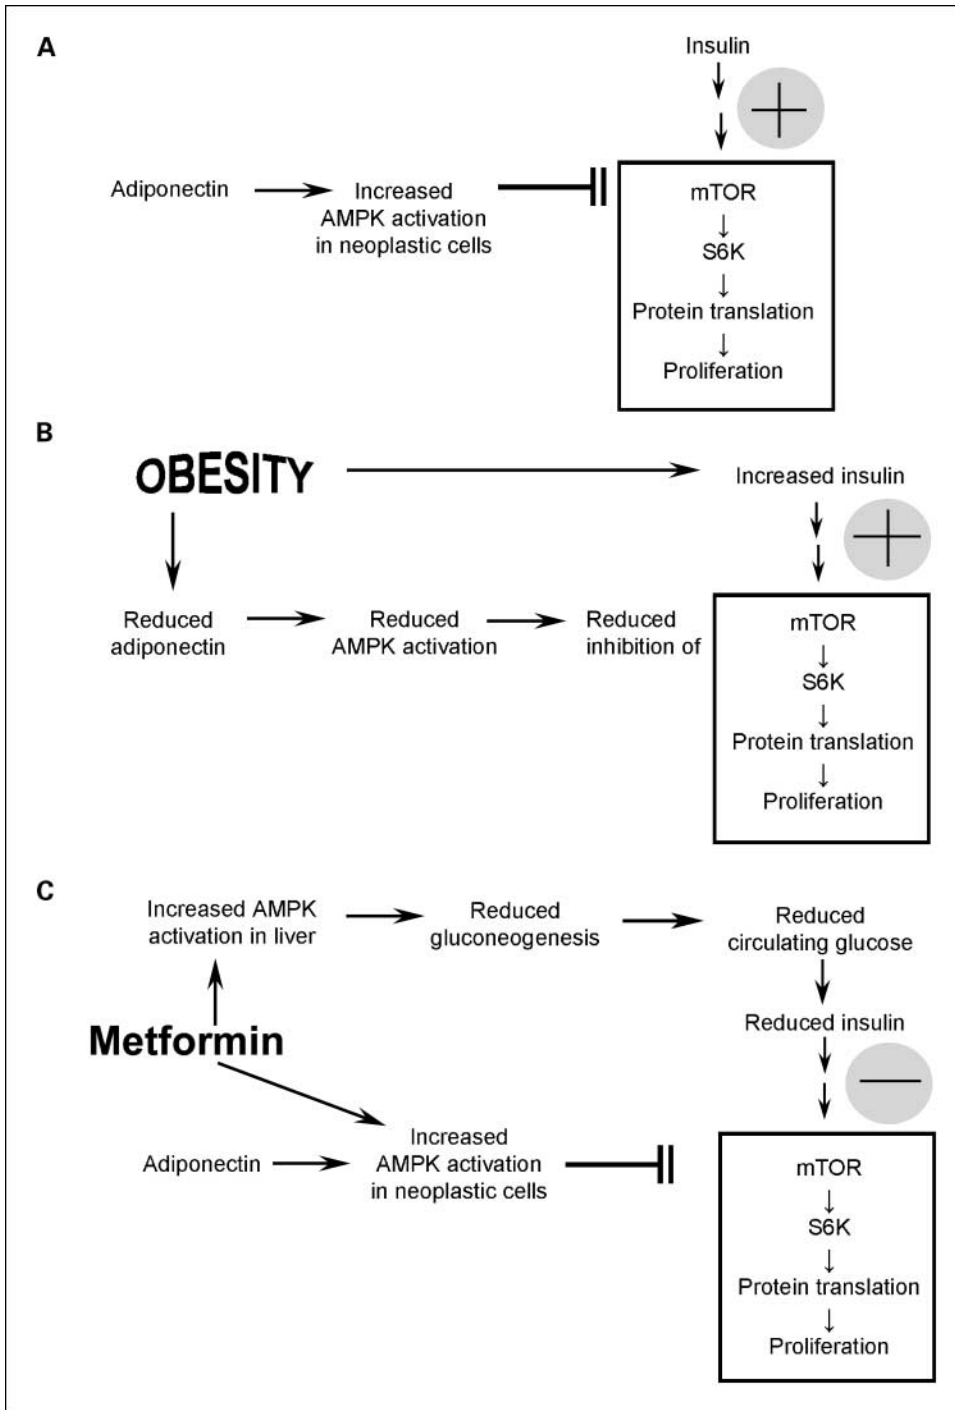 A
Insulin
Adiponectin
Increased
AMPK activation
in neoplastic cells
mTOR
S6K
Protein translation
Proliferation
B
OBESITY
Increased insulin
Reduced
adiponectin
Reduced
AMPK activation
Reduced
inhibition of
mTOR
S6K
Protein translation
Proliferation
C
Increased AMPK
activation in liver
Reduced
gluconeogenesis
Reduced
circulating glucose
Metformin
Reduced insulin
Adiponectin
Increased
AMPK activation
in neoplastic cells
mTOR
S6K
Protein translation
Proliferation